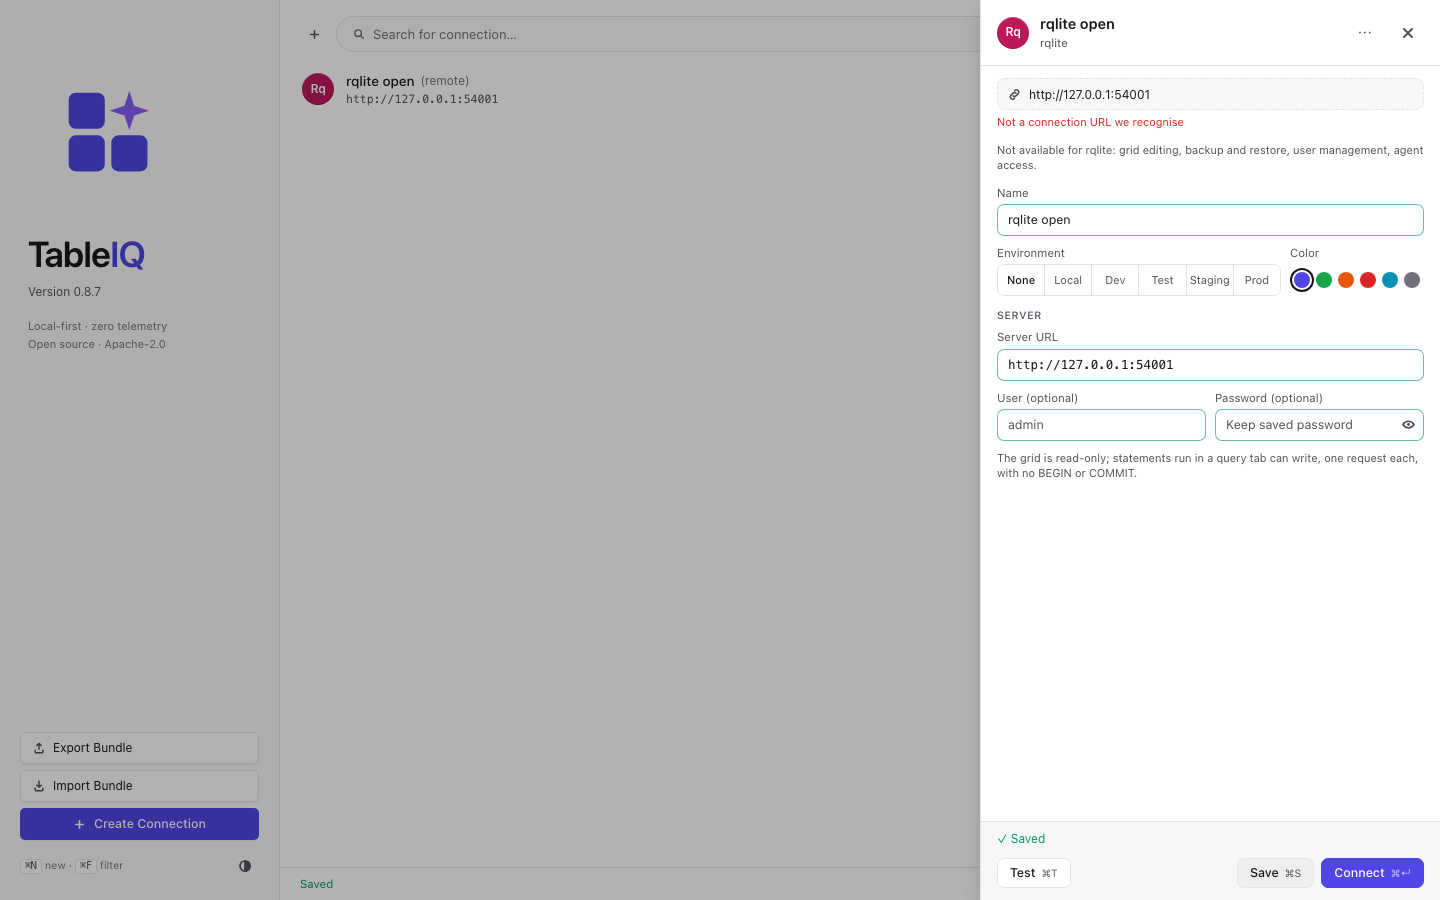 TableIQ
Version 0.8.7
Local-first · zero telemetry
Open source · Apache-2.0
Export Bundle
Import Bundle
+ Create Connection
⌘N new · ⌘F filter
+
Search for connection...
Rq
rqlite open (remote)
http://127.0.0.1:54001
Saved
Rq
rqlite open
rqlite
http://127.0.0.1:54001
Not a connection URL we recognise
Not available for rqlite: grid editing, backup and restore, user management, agent
access.
Name
rqlite open
Environment
Color
None Local Dev Test Staging Prod
SERVER
Server URL
http://127.0.0.1:54001
User (optional)
Password (optional)
admin
Keep saved password
The grid is read-only; statements run in a query tab can write, one request each,
with no BEGIN or COMMIT.
✓ Saved
Test ⌘T
Save ⌘S
Connect ⌘↵